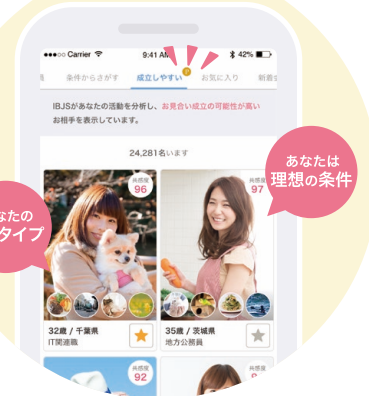 Carrier 9:41 AM 42%
条件からさがす 成立しやすい P お気に入り 新着
IBJSがあなたの活動を分析し、お見合い成立の可能性が高い
お相手を表示しています。
24,281名います
あなたは
理想の条件
共感度
96
共感度
97
なたの
タイプ
32歳 / 千葉県
IT関連職
35歳 / 茨城県
地方公務員
共感度
92
共感度